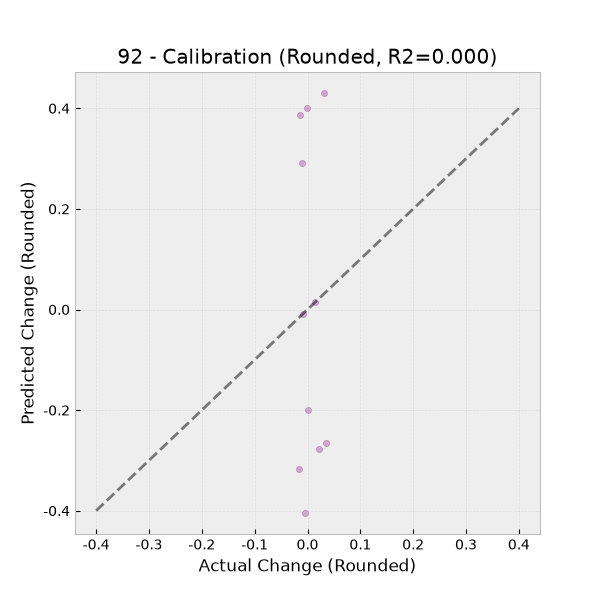 92 - Calibration (Rounded, R2=0.000)
Predicted Change (Rounded)
0.4
0.2
0.0
-0.2
-0.4
-0.4 -0.3 -0.2 -0.1 0.0 0.1 0.2 0.3 0.4
Actual Change (Rounded)